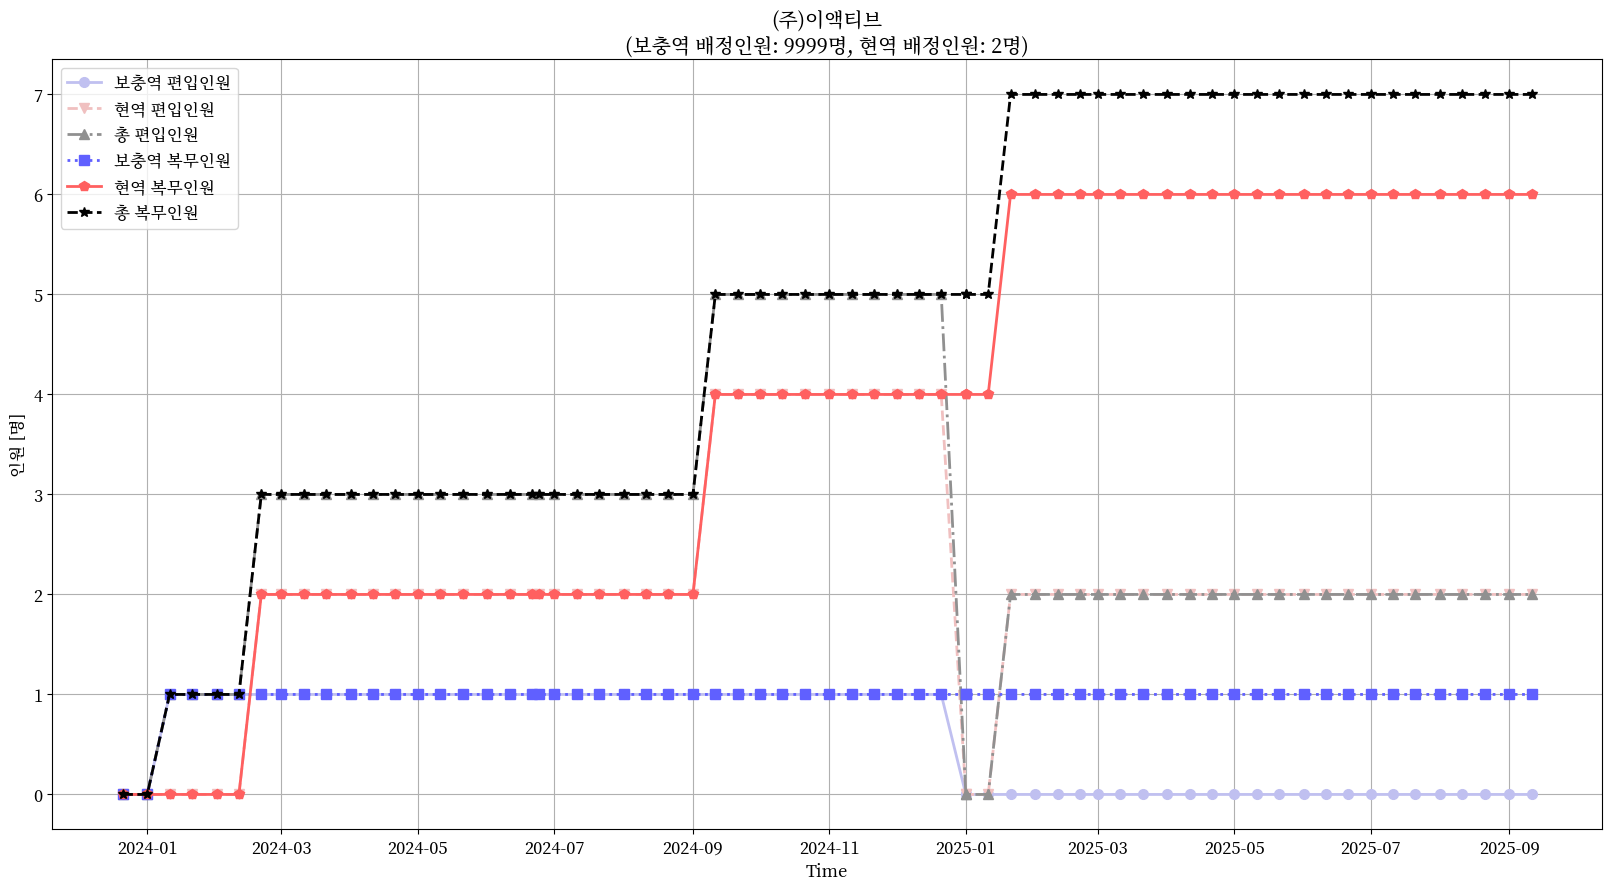 (주)이액티브
(보충역 배정인원: 9999명, 현역 배정인원: 2명)
보충역 편입인원
현역 편입인원
총 편입인원
보충역 복무인원
현역 복무인원
총 복무인원
인원 [명]
7
6
5
4
3
2
1
0
2024-01
2024-03
2024-05
2024-07
2024-09
2024-11
2025-01
2025-03
2025-05
2025-07
2025-09
Time